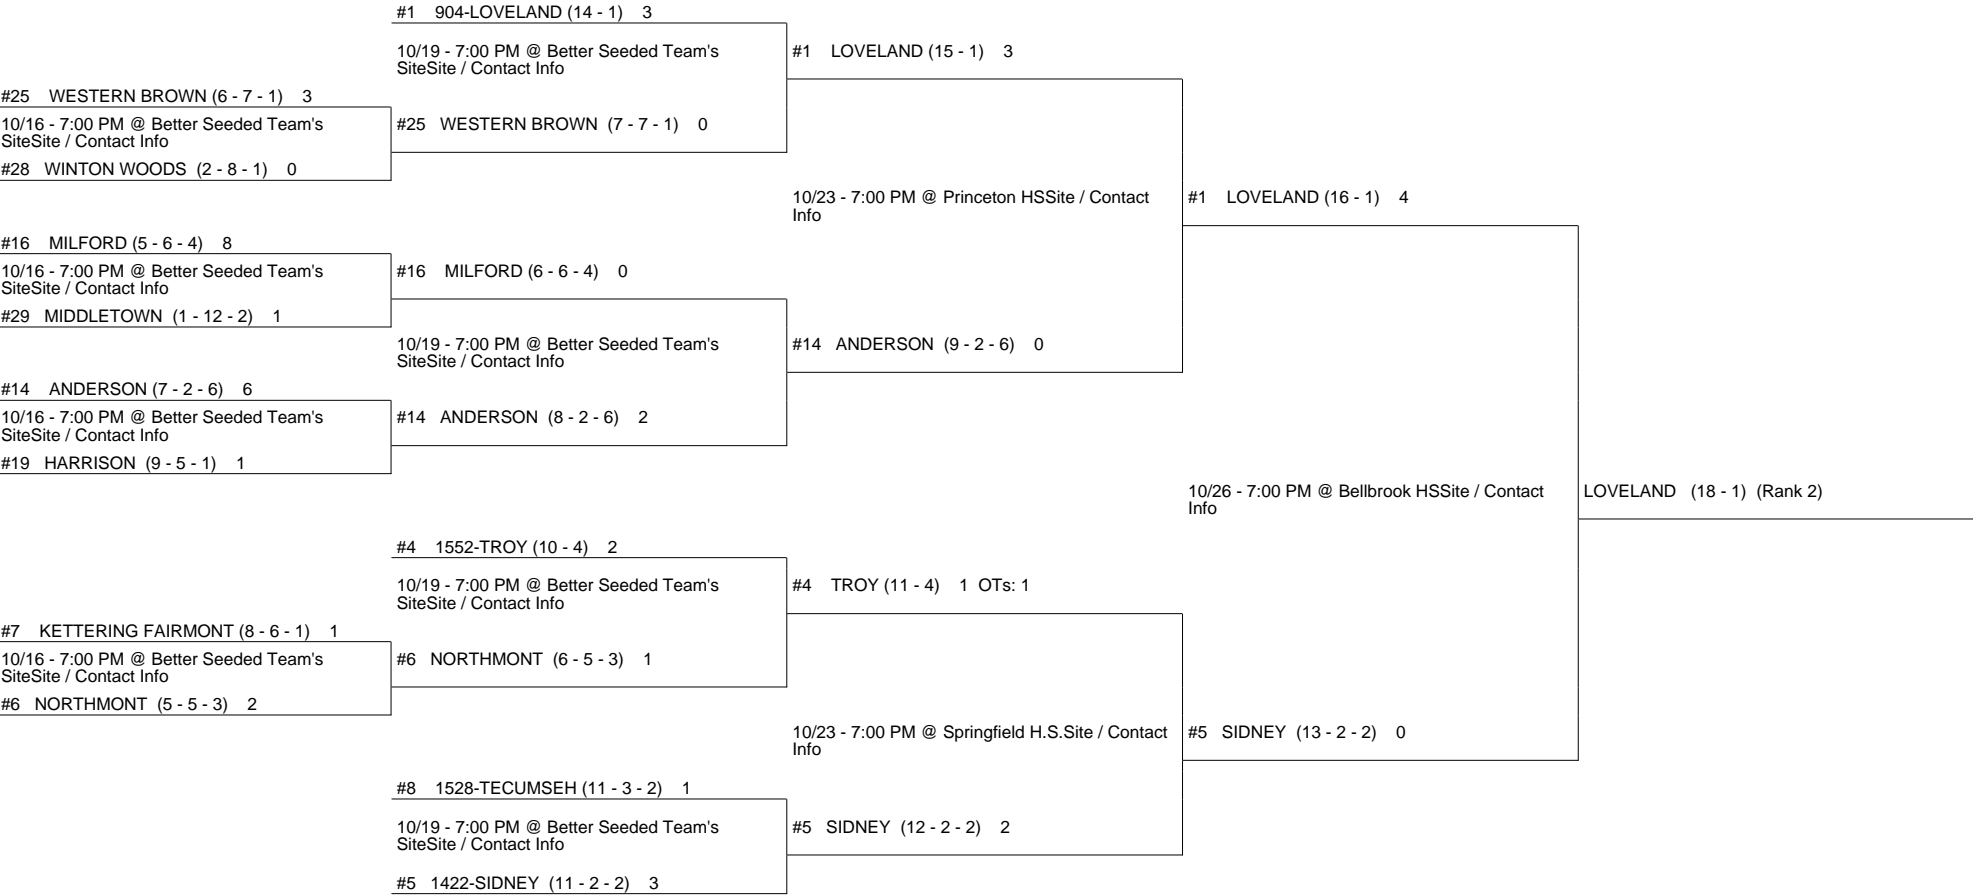 #1 904-LOVELAND (14 - 1) 3
10/19 - 7:00 PM @ Better Seeded Team's
SiteSite / Contact Info
#1 LOVELAND (15 - 1) 3
#25 WESTERN BROWN (6 - 7 - 1) 3
10/16 - 7:00 PM @ Better Seeded Team's
SiteSite / Contact Info
#25 WESTERN BROWN (7 - 7 - 1) 0
#28 WINTON WOODS (2 - 8 - 1) 0
10/23 - 7:00 PM @ Princeton HSSite / Contact
Info
#1 LOVELAND (16 - 1) 4
#16 MILFORD (5 - 6 - 4) 8
10/16 - 7:00 PM @ Better Seeded Team's
SiteSite / Contact Info
#16 MILFORD (6 - 6 - 4) 0
#29 MIDDLETOWN (1 - 12 - 2) 1
10/19 - 7:00 PM @ Better Seeded Team's
SiteSite / Contact Info
#14 ANDERSON (9 - 2 - 6) 0
#14 ANDERSON (7 - 2 - 6) 6
10/16 - 7:00 PM @ Better Seeded Team's
SiteSite / Contact Info
#14 ANDERSON (8 - 2 - 6) 2
#19 HARRISON (9 - 5 - 1) 1
10/26 - 7:00 PM @ Bellbrook HSSite / Contact
Info
LOVELAND (18 - 1) (Rank 2)
#4 1552-TROY (10 - 4) 2
10/19 - 7:00 PM @ Better Seeded Team's
SiteSite / Contact Info
#4 TROY (11 - 4) 1 OTs: 1
#7 KETTERING FAIRMONT (8 - 6 - 1) 1
10/16 - 7:00 PM @ Better Seeded Team's
SiteSite / Contact Info
#6 NORTHMONT (6 - 5 - 3) 1
#6 NORTHMONT (5 - 5 - 3) 2
10/23 - 7:00 PM @ Springfield H.S.Site / Contact
Info
#5 SIDNEY (13 - 2 - 2) 0
#8 1528-TECUMSEH (11 - 3 - 2) 1
10/19 - 7:00 PM @ Better Seeded Team's
SiteSite / Contact Info
#5 SIDNEY (12 - 2 - 2) 2
#5 1422-SIDNEY (11 - 2 - 2) 3